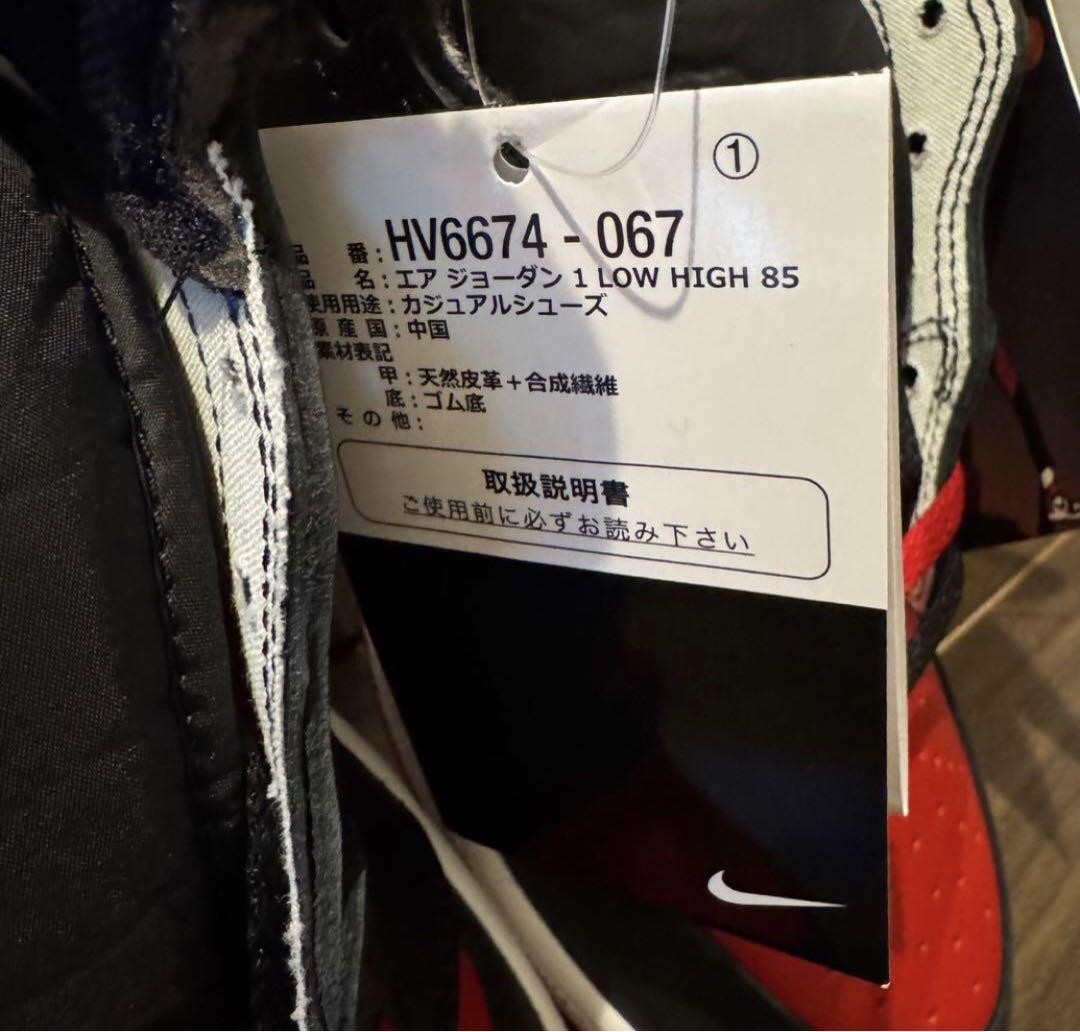 ①
品 番：HV6674 - 067
品 名：エア ジョーダン 1 LOW HIGH 85
使用用途：カジュアルシューズ
原 産 国：中国
素材表記
甲：天然皮革＋合成繊維
底：ゴム底
そ の 他：
取扱説明書
ご使用前に必ずお読み下さい